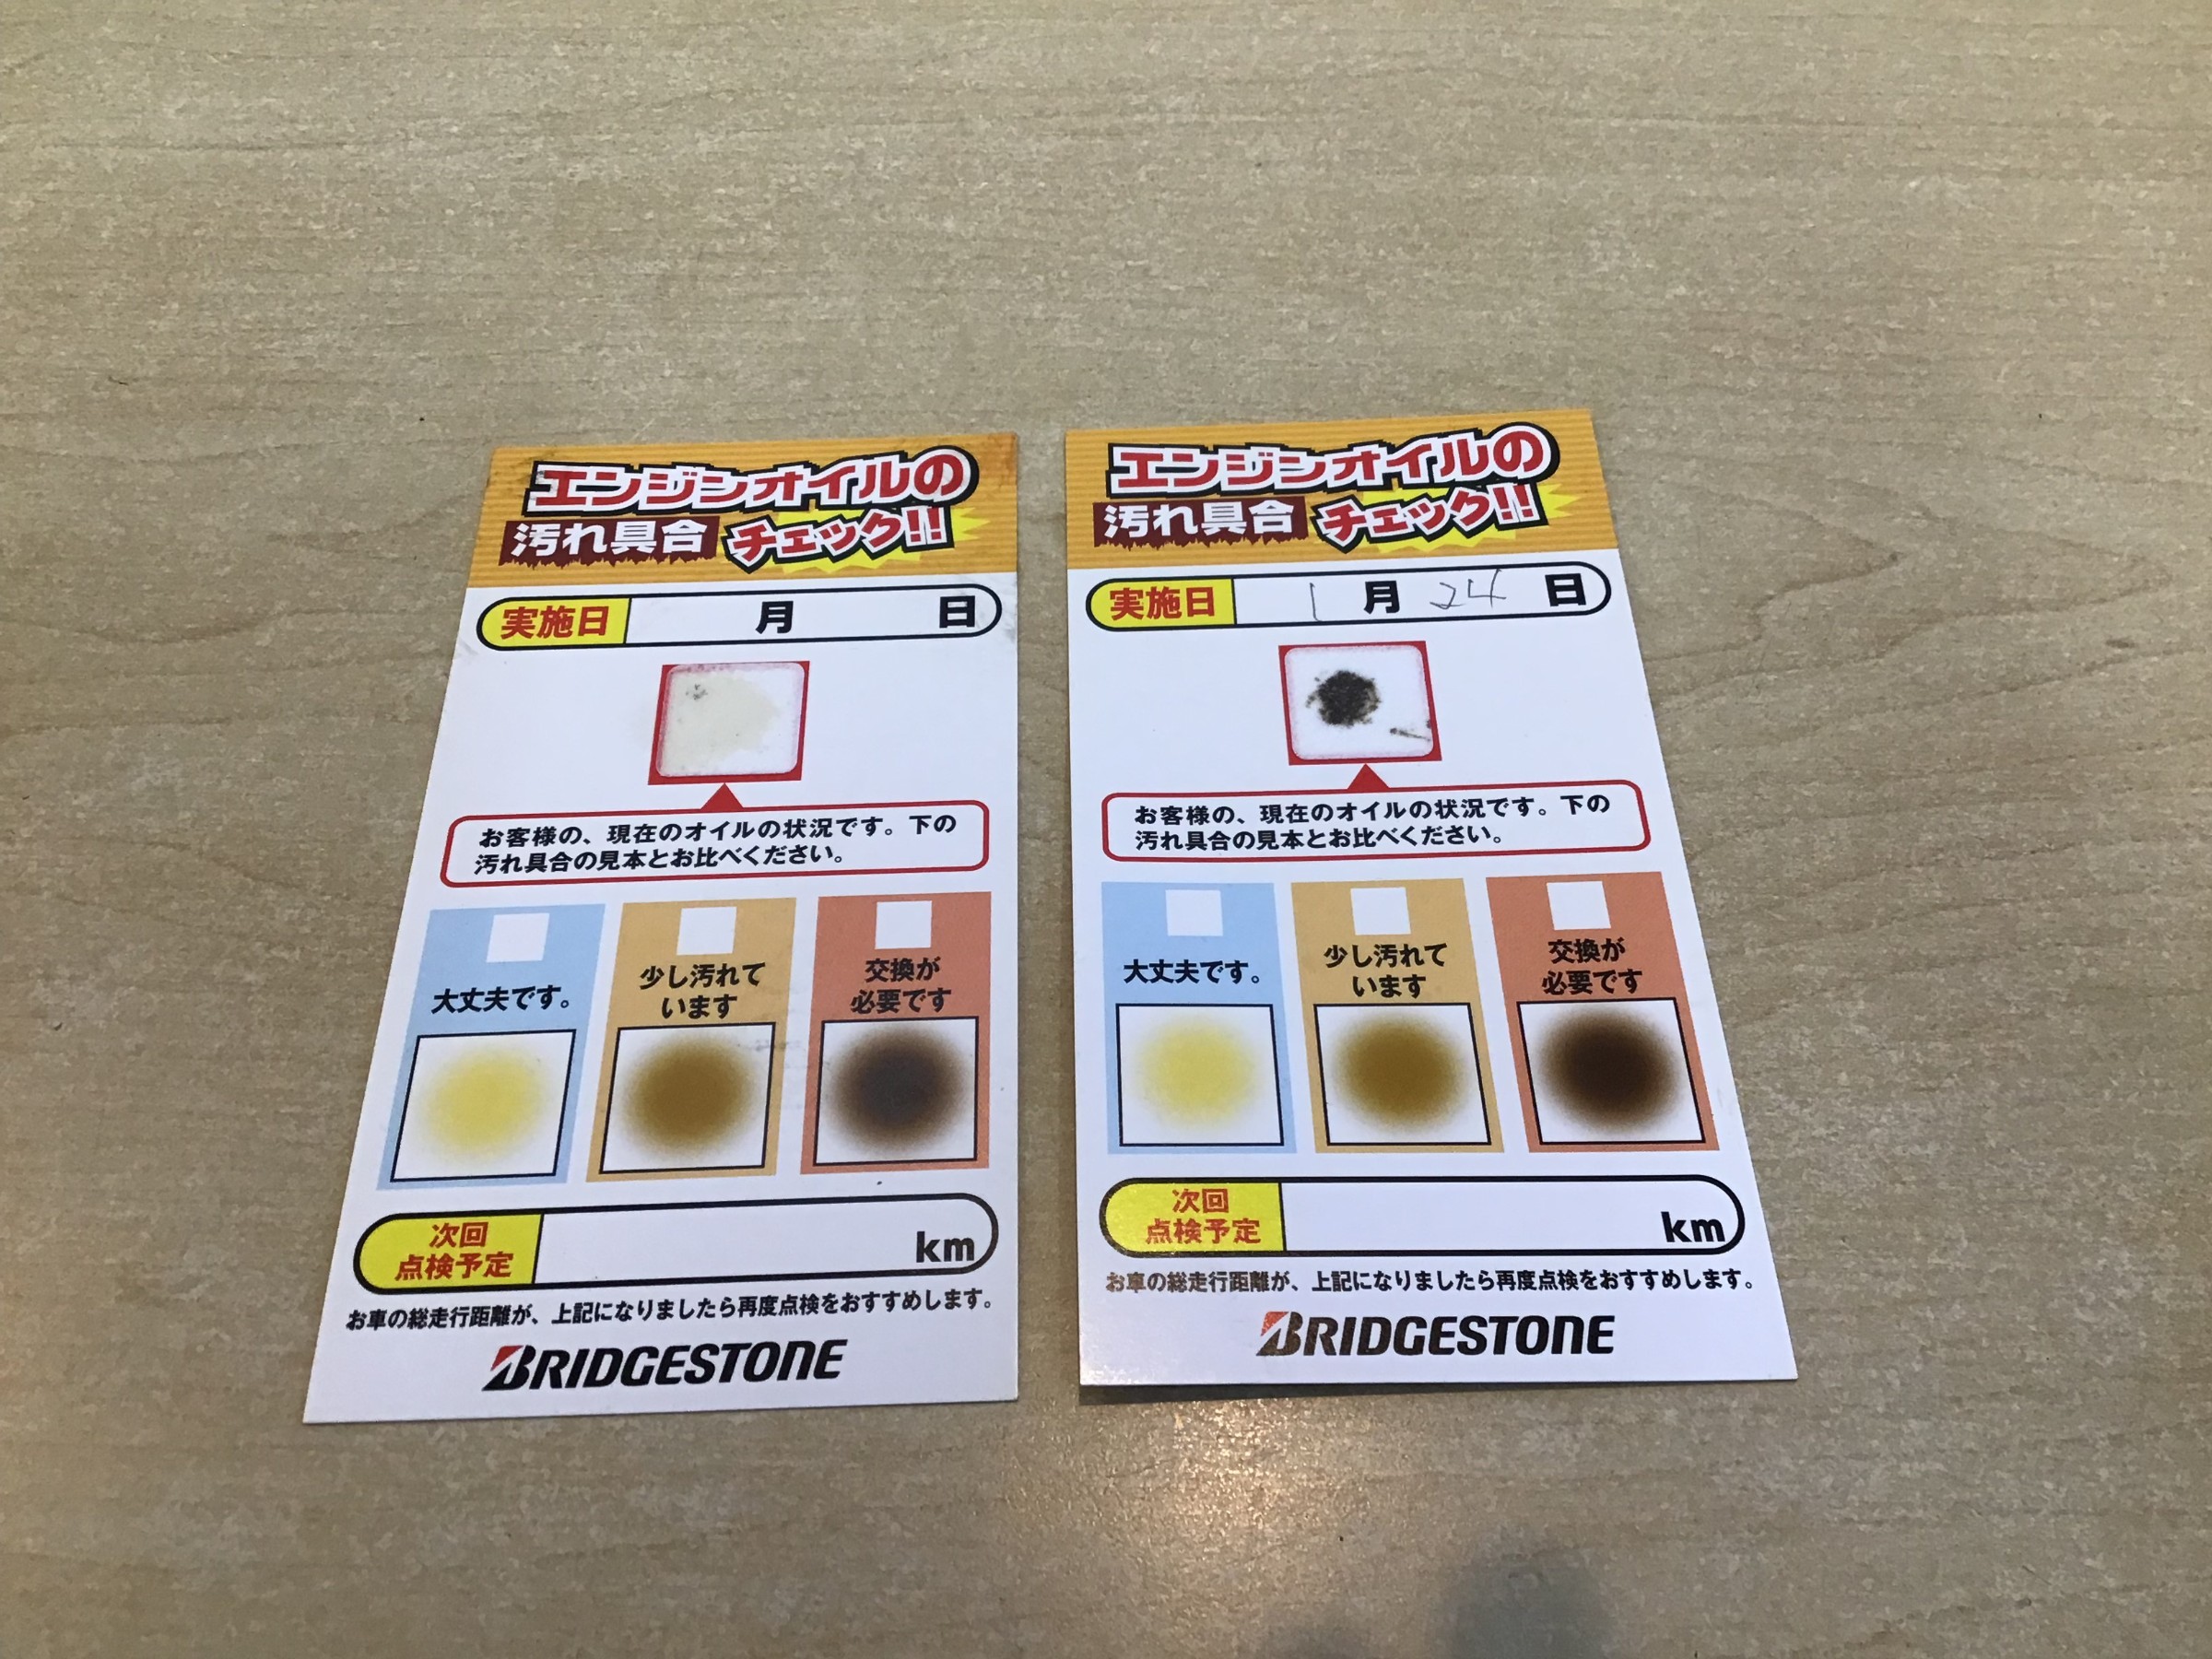 エンジンオイルの
汚れ具合 チェック!!
実施日 月 日
お客様の、現在のオイルの状況です。下の
汚れ具合の見本とお比べください。
大丈夫です。
少し汚れて
います
交換が
必要です
次回
点検予定
km
お車の総走行距離が、上記になりましたら再度点検をおすすめします。
BRIDGESTONE
エンジンオイルの
汚れ具合 チェック!!
実施日 1 月 24 日
お客様の、現在のオイルの状況です。下の
汚れ具合の見本とお比べください。
大丈夫です。
少し汚れて
います
交換が
必要です
次回
点検予定
km
お車の総走行距離が、上記になりましたら再度点検をおすすめします。
BRIDGESTONE